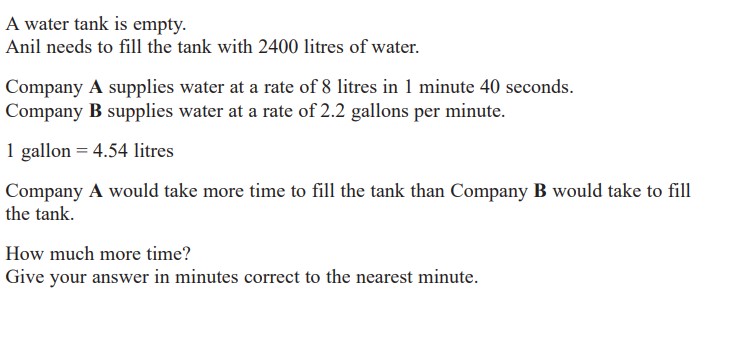 A water tank is empty.
Anil needs to fill the tank with 2400 litres of water.
Company A supplies water at a rate of 8 litres in 1 minute 40 seconds.
Company B supplies water at a rate of 2.2 gallons per minute.
1 gallon = 4.54 litres
Company A would take more time to fill the tank than Company B would take to fill
the tank.
How much more time?
Give your answer in minutes correct to the nearest minute.